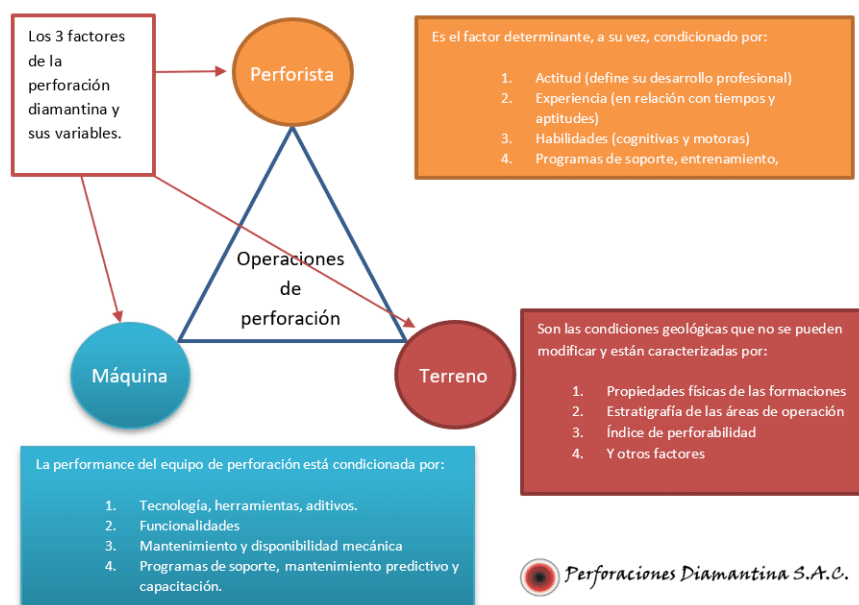 Los 3 factores
de la
perforación
diamantina y
sus variables.
Perforista
Es el factor determinante, a su vez, condicionado por:
1. Actitud (define su desarrollo profesional)
2. Experiencia (en relación con tiempos y
aptitudes)
3. Habilidades (cognitivas y motoras)
4. Programas de soporte, entrenamiento,
Operaciones
de
perforación
Máquina
Terreno
Son las condiciones geológicas que no se pueden
modificar y están caracterizadas por:
1. Propiedades físicas de las formaciones
2. Estratigrafía de las áreas de operación
3. Índice de perforabilidad
4. Y otros factores
La performance del equipo de perforación está condicionada por:
1. Tecnología, herramientas, aditivos.
2. Funcionalidades
3. Mantenimiento y disponibilidad mecánica
4. Programas de soporte, mantenimiento predictivo y
capacitación.
Perforaciones Diamantina S.A.C.